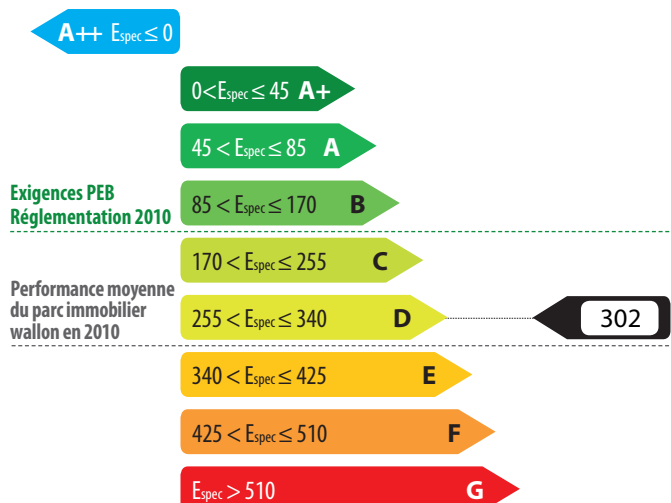 A++ Espec ≤ 0
0<Espec ≤ 45 A+
45 < Espec ≤ 85 A
Exigences PEB
Réglementation 2010
85 < Espec ≤ 170 B
170 < Espec ≤ 255 C
Performance moyenne
du parc immobilier
wallon en 2010
255 < Espec ≤ 340 D
302
340 < Espec ≤ 425 E
425 < Espec ≤ 510 F
Espec > 510 G